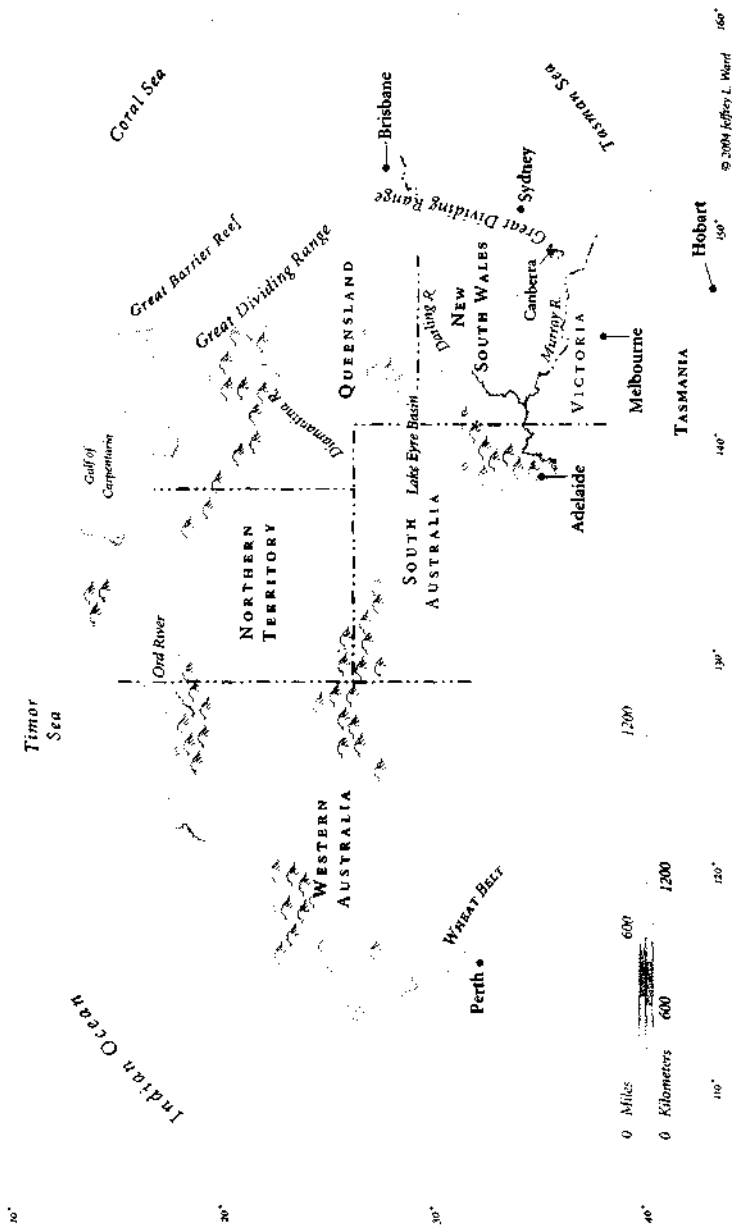 Timor
Sea
Coral Sea
Indian Ocean
Gulf of
Carpentaria
Great Barrier Reef
Great Dividing Range
Ord River
NORTHERN
TERRITORY
Diamantina R.
QUEENSLAND
WESTERN
AUSTRALIA
SOUTH
AUSTRALIA
Lake Eyre Basin
Darling R.
NEW
SOUTH WALES
Great Dividing Range
Brisbane
Sydney
Canberra
Murray R.
VICTORIA
Melbourne
Adelaide
Perth
WHEAT BELT
TASMANIA
Hobart
Tasman Sea
0 Miles 600 1200
0 Kilometers 600 1200
10°
20°
30°
40°
110°
120°
130°
140°
150°
160°
© 2004 Jeffrey L. Ward